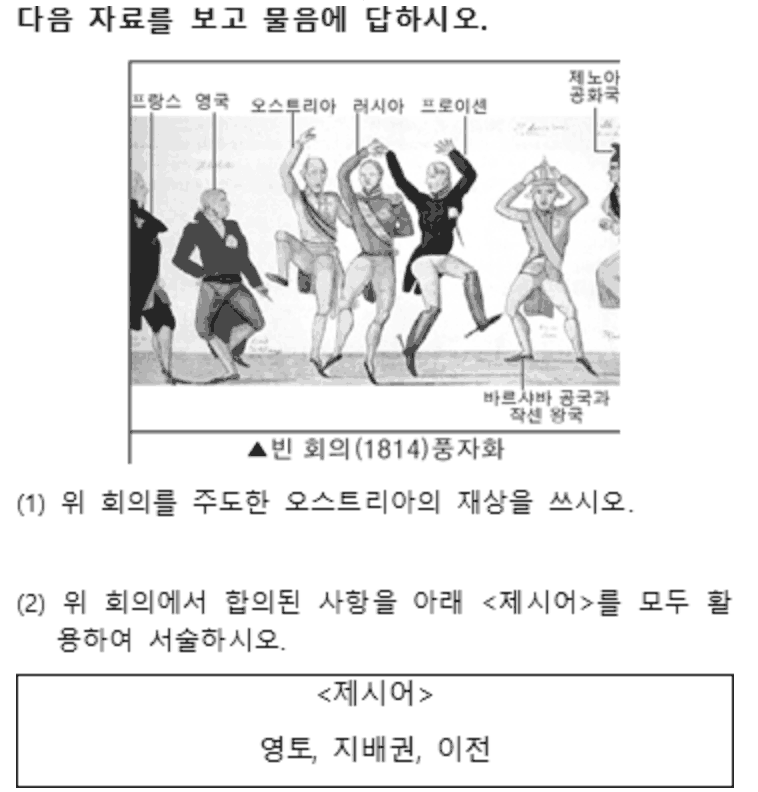 다음 자료를 보고 물음에 답하시오.
제노아
공화국
프랑스 영국 오스트리아 러시아 프로이센
바르샤바 공국과
작센 왕국
▲빈 회의(1814)풍자화
(1) 위 회의를 주도한 오스트리아의 재상을 쓰시오.
(2) 위 회의에서 합의된 사항을 아래 <제시어>를 모두 활
용하여 서술하시오.
<제시어>
영토, 지배권, 이전